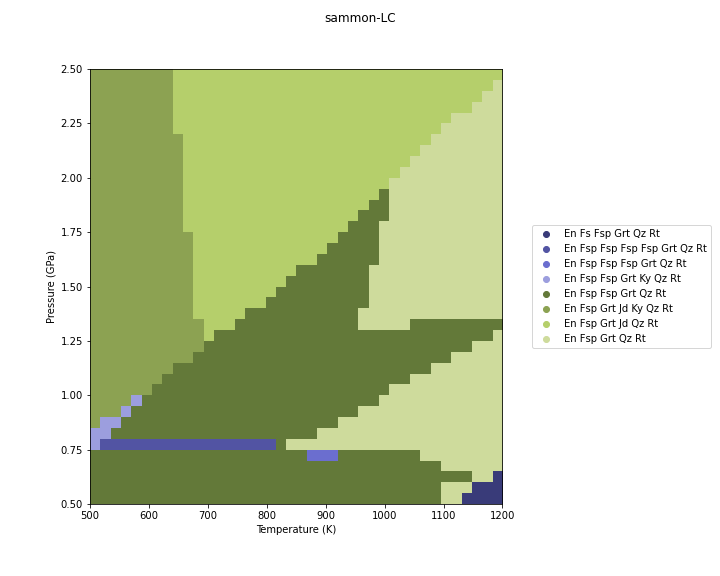 sammon-LC
2.50
2.25
2.00
1.75
1.50
1.25
1.00
0.75
0.50
Pressure (GPa)
500
600
700
800
900
1000
1100
1200
Temperature (K)
En Fs Fsp Grt Qz Rt
En Fsp Fsp Fsp Fsp Grt Qz Rt
En Fsp Fsp Fsp Grt Qz Rt
En Fsp Fsp Grt Ky Qz Rt
En Fsp Fsp Grt Qz Rt
En Fsp Grt Jd Ky Qz Rt
En Fsp Grt Jd Qz Rt
En Fsp Grt Qz Rt